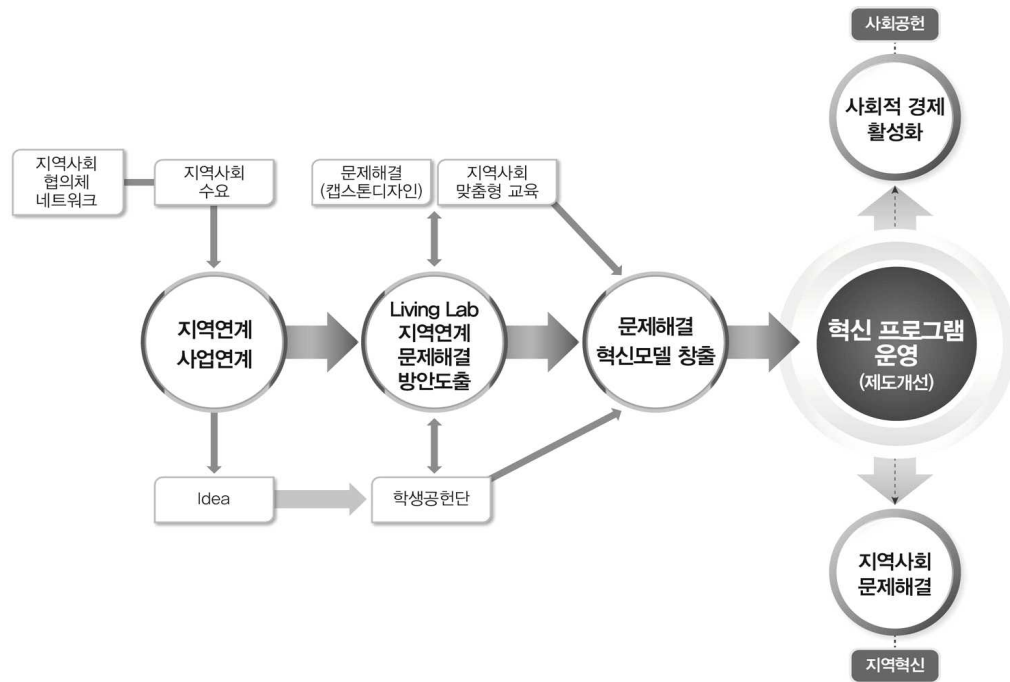 사회공헌
사회적 경제
활성화
지역사회
협의체
네트워크
지역사회
수요
문제해결
(캡스톤디자인)
지역사회
맞춤형 교육
지역연계
사업연계
Living Lab
지역연계
문제해결
방안도출
문제해결
혁신모델 창출
혁신 프로그램
운영
(제도개선)
Idea
학생공헌단
지역사회
문제해결
지역혁신